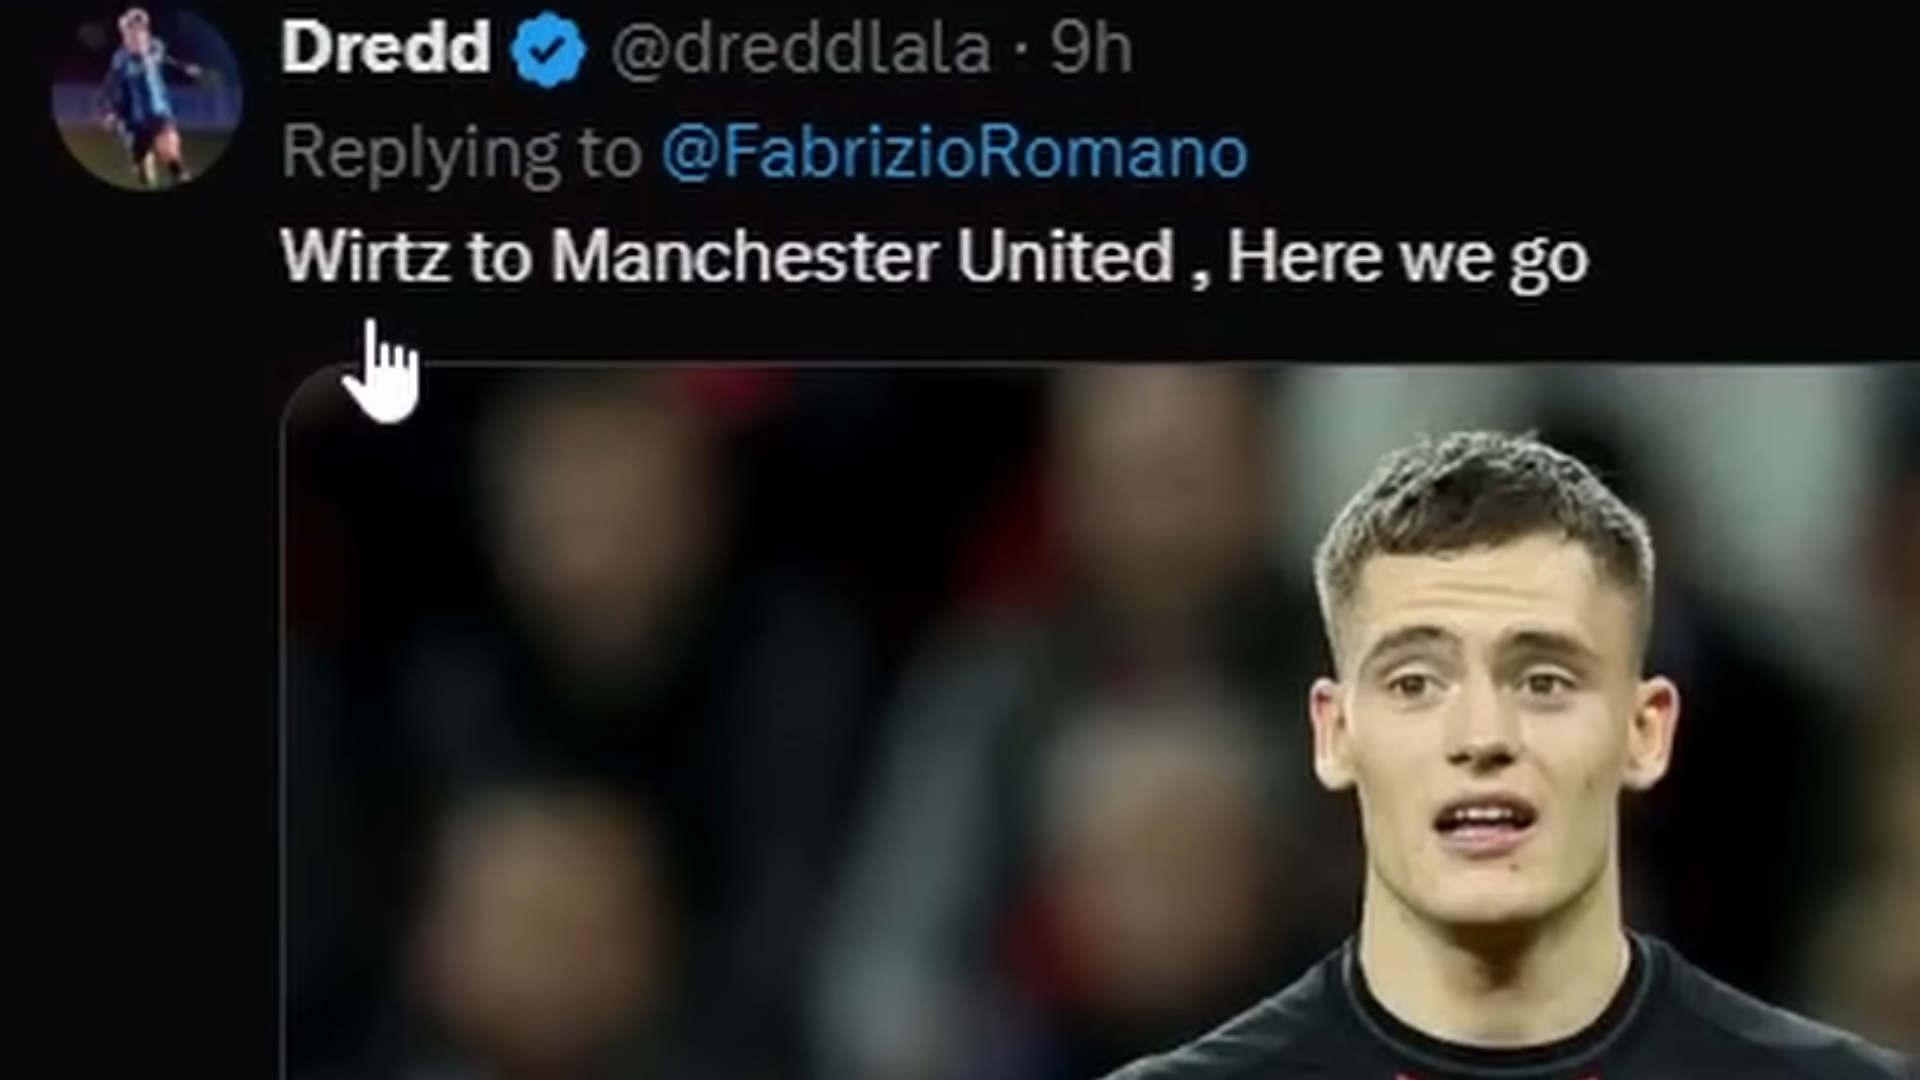 Dredd @dreddlala · 9h
Replying to @FabrizioRomano
Wirtz to Manchester United , Here we go